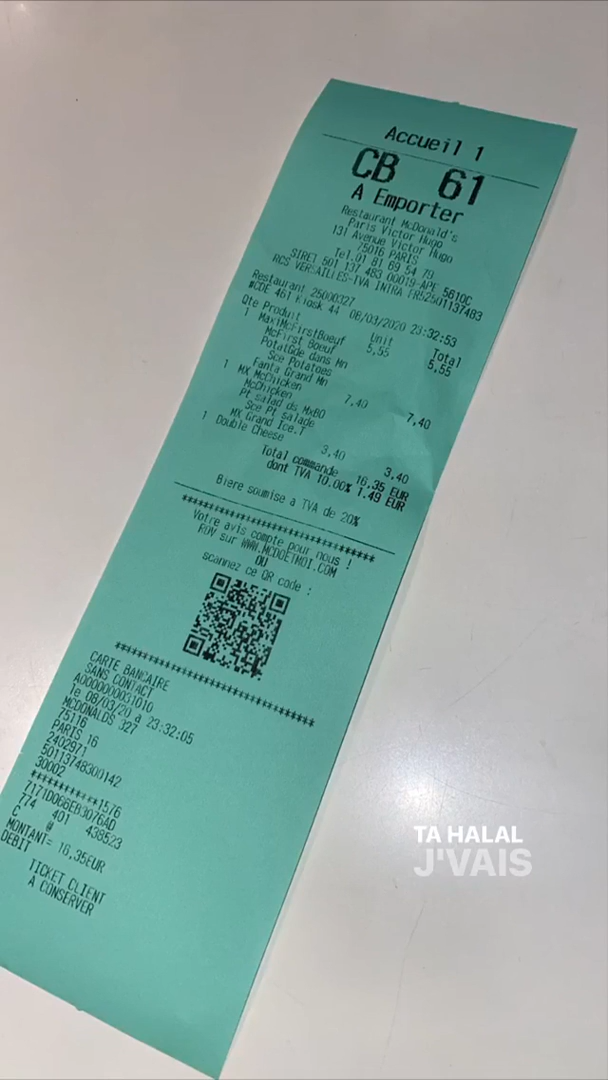 Accueil 1
CB 61
A Emporter
Restaurant McDonald's
Paris Victor Hugo
131 Avenue Victor Hugo
75016 PARIS
Tel.01 81 69 54 79
SIRET 501 137 483 00019-APE 5610C
RCS VERSAILLES-TVA INTRA FR52501137483
Restaurant 25000327
#CDE 461 Kiosk 44 08/03/2020 23:32:53
Qte Produit Unit Total
1 MaxiMcFirstBoeuf 5,55 5,55
McFirst Boeuf
PotatGde dans Mn
Sce Potatoes
Fanta Grand Mn
1 MX McChicken 7,40 7,40
McChicken
Pt salad ds MxBO
Sce Pt salade
MX Grand Ice.T
1 Double Cheese 3,40 3,40
Total commande 16,35 EUR
dont TVA 10.00% 1.49 EUR
Biere soumise a TVA de 20%
Votre avis compte pour nous !
RDV sur WWW.MCDOETMOI.COM
OU
scannez ce QR code :
CARTE BANCAIRE
SANS CONTACT
A0000000031010
le 08/03/20 a 23:32:05
MCDONALDS 327
75116
PARIS 16
2402971
50113748300142
30002
************1576
7171D066EB3076AD
774 401 438523
C @
MONTANT= 16,35EUR
DEBIT
TICKET CLIENT
A CONSERVER
TA HALAL
J'VAIS